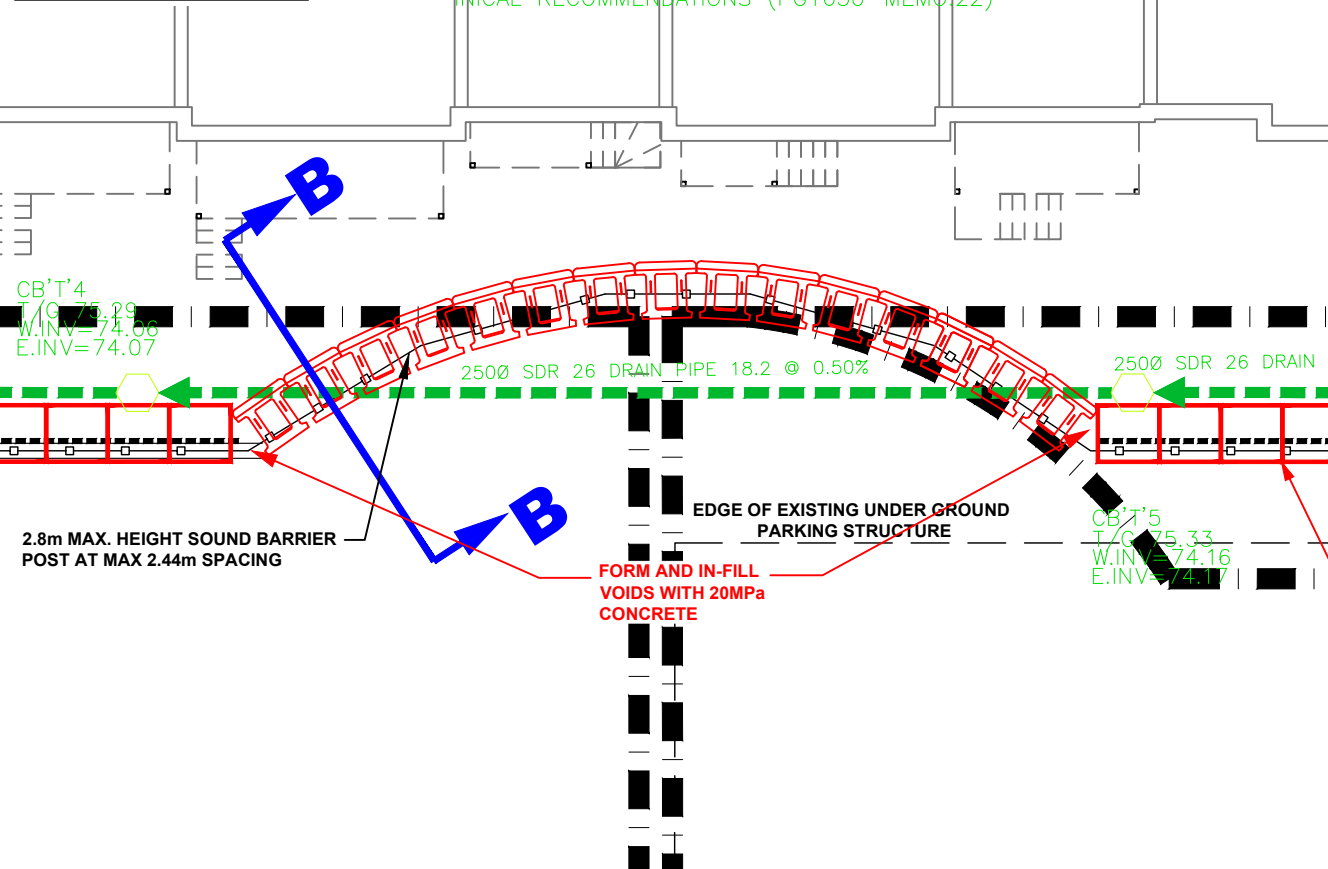 RECOMMENDATIONS
B
CB'T'4
T/G=75.29
W.INV=74.06
E.INV=74.07
250Ø SDR 26 DRAIN PIPE 18.2 @ 0.50%
250Ø SDR 26 DRAIN
B
EDGE OF EXISTING UNDER GROUND
PARKING STRUCTURE
CB'T'5
T/G=75.33
W.INV=74.16
E.INV=74.17
2.8m MAX. HEIGHT SOUND BARRIER
POST AT MAX 2.44m SPACING
FORM AND IN-FILL
VOIDS WITH 20MPa
CONCRETE